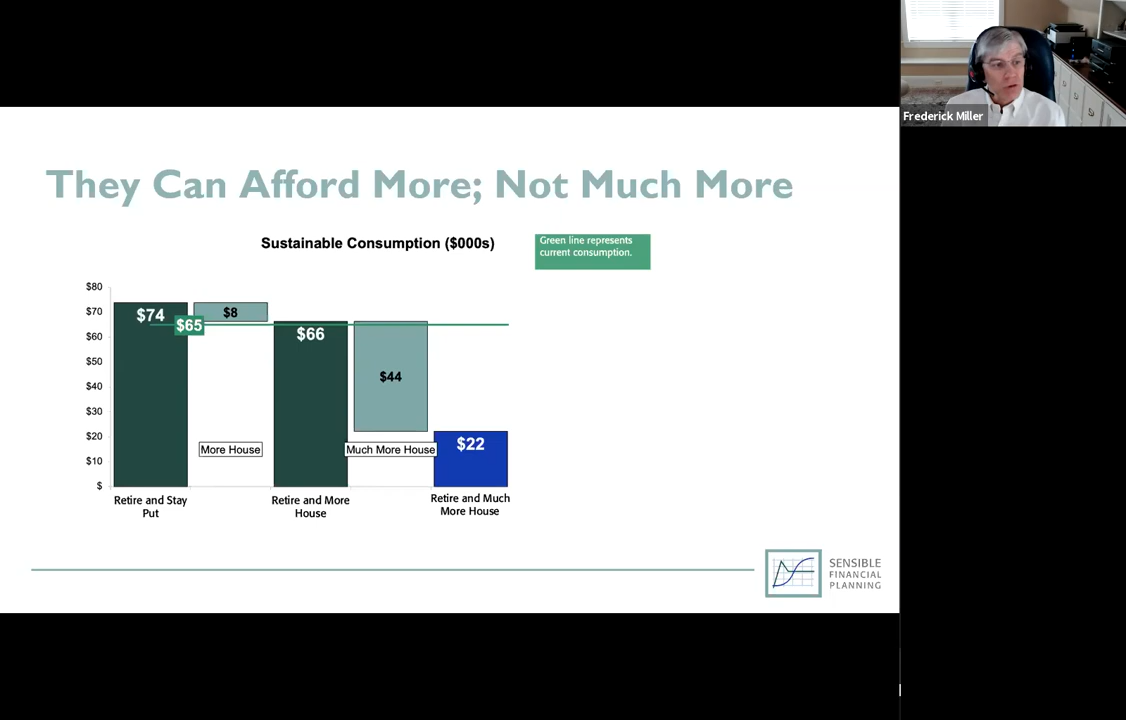 Frederick Miller
They Can Afford More; Not Much More
Sustainable Consumption ($000s)
Green line represents
current consumption.
$80
$70
$60
$50
$40
$30
$20
$10
$
$74
$65
$8
$66
$44
$22
More House
Much More House
Retire and Stay
Put
Retire and More
House
Retire and Much
More House
SENSIBLE
FINANCIAL
PLANNING